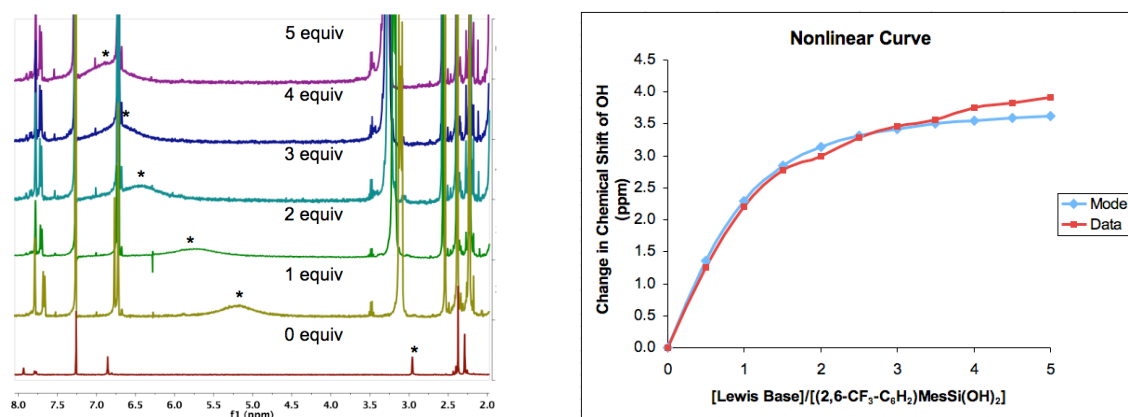 5 equiv
*
4 equiv
*
3 equiv
*
2 equiv
*
1 equiv
*
0 equiv
*
8.0 7.5 7.0 6.5 6.0 5.5 5.0 4.5 4.0 3.5 3.0 2.5 2.0
f1 (ppm)
Nonlinear Curve
4.5
4.0
3.5
3.0
2.5
2.0
1.5
1.0
0.5
0.0
Change in Chemical Shift of OH
(ppm)
0 1 2 3 4 5
[Lewis Base]/[(2,6-CF₃-C₆H₂)MesSi(OH)₂]
Model
Data